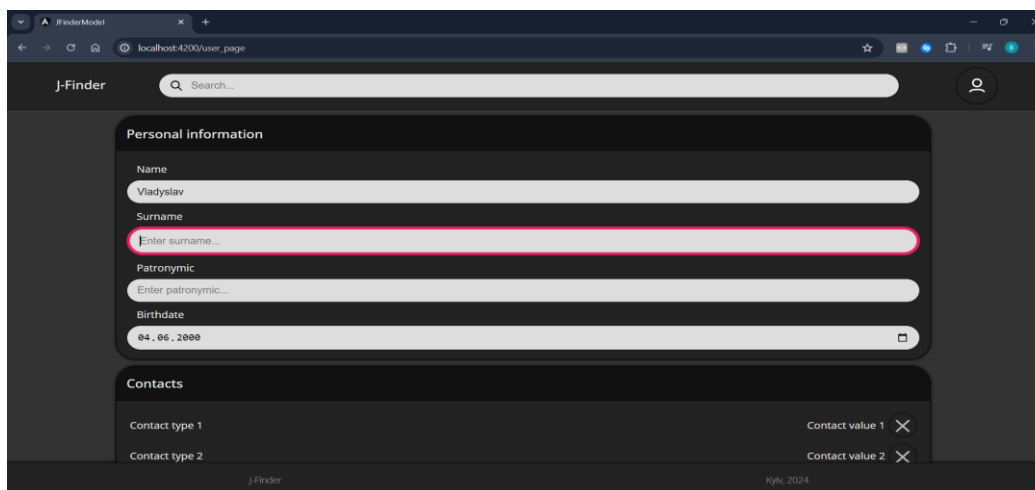 JFinderModel
localhost:4200/user_page
J-Finder
Search...
Personal information
Name
Vladyslav
Surname
Enter surname...
Patronymic
Enter patronymic...
Birthdate
04.06.2000
Contacts
Contact type 1 Contact value 1
Contact type 2 Contact value 2
J-Finder Kyiv, 2024